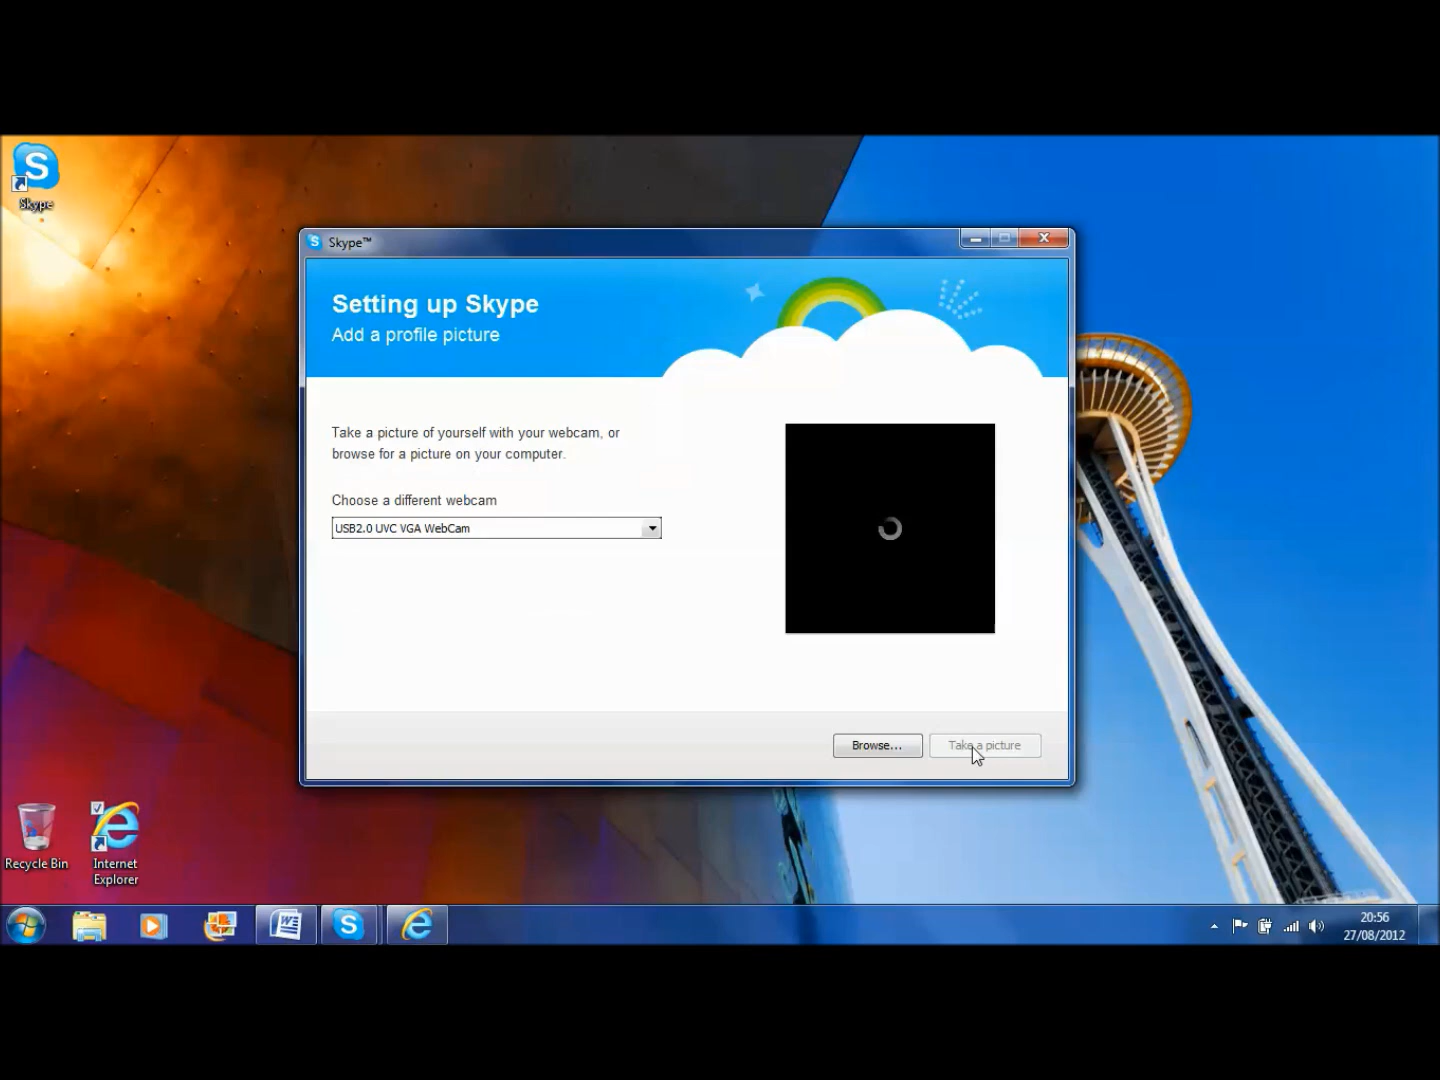 Skype
Skype™
Setting up Skype
Add a profile picture
Take a picture of yourself with your webcam, or
browse for a picture on your computer.
Choose a different webcam
USB2.0 UVC VGA WebCam
Browse...
Take a picture
Recycle Bin
Internet
Explorer
20:56
27/08/2012